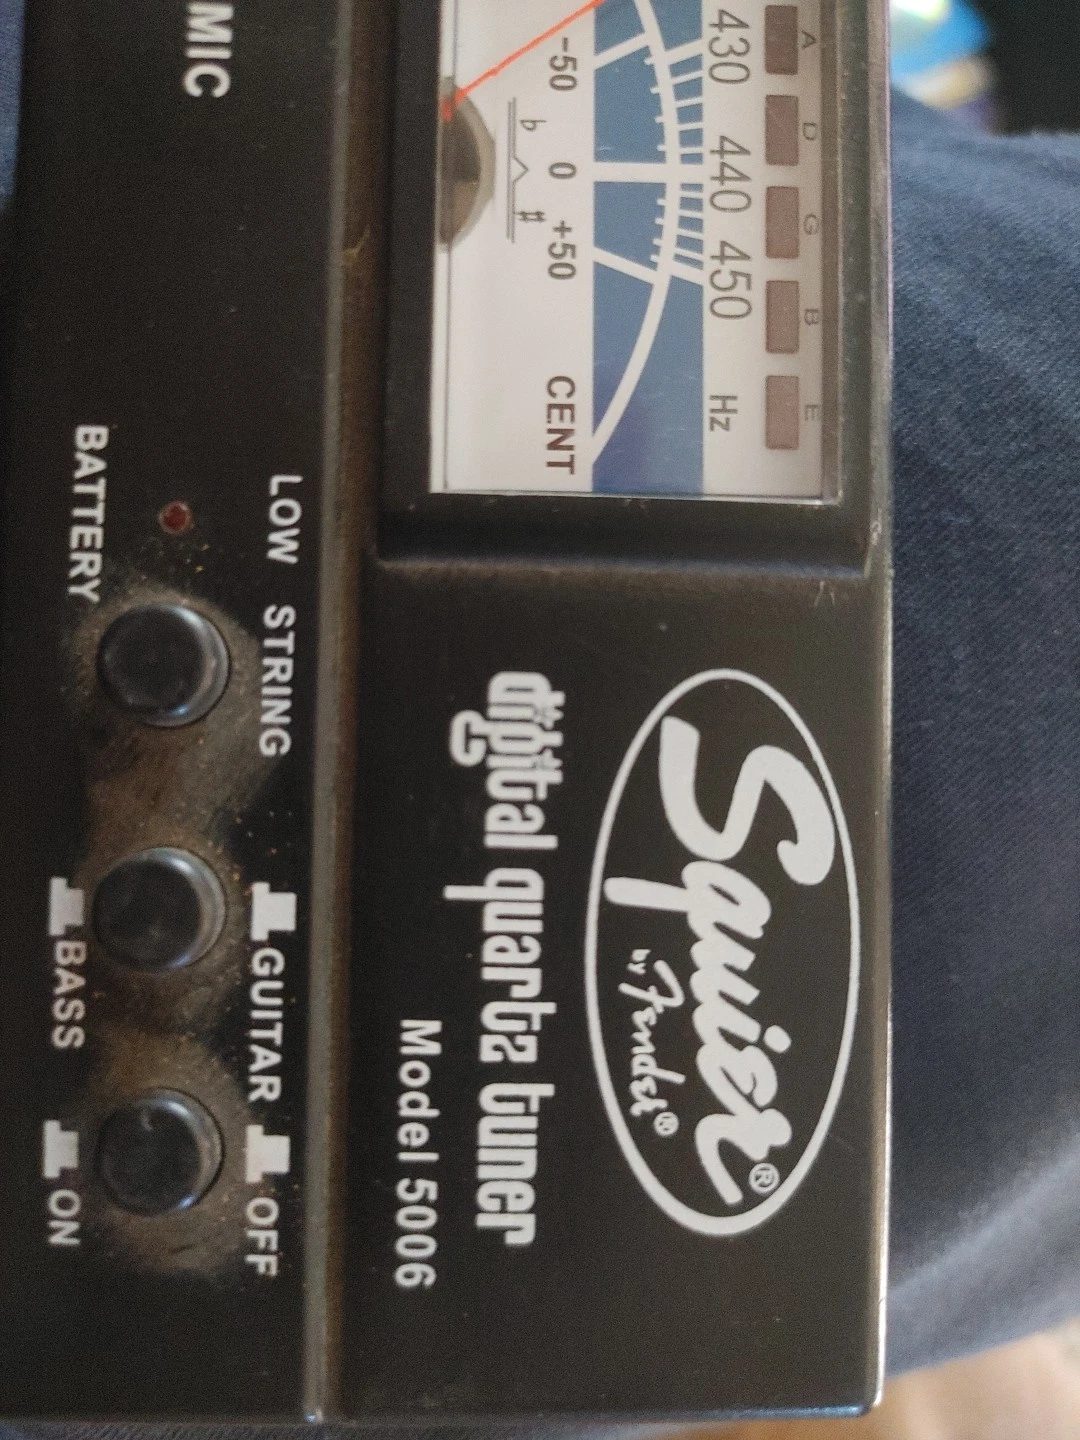 A D G B E
430 440 450 Hz
-50 0 +50 CENT
♭ ♯
MIC
Squier®
by Fender®
digital quartz tuner
Model 5006
LOW STRING
BATTERY
GUITAR
BASS
OFF
ON